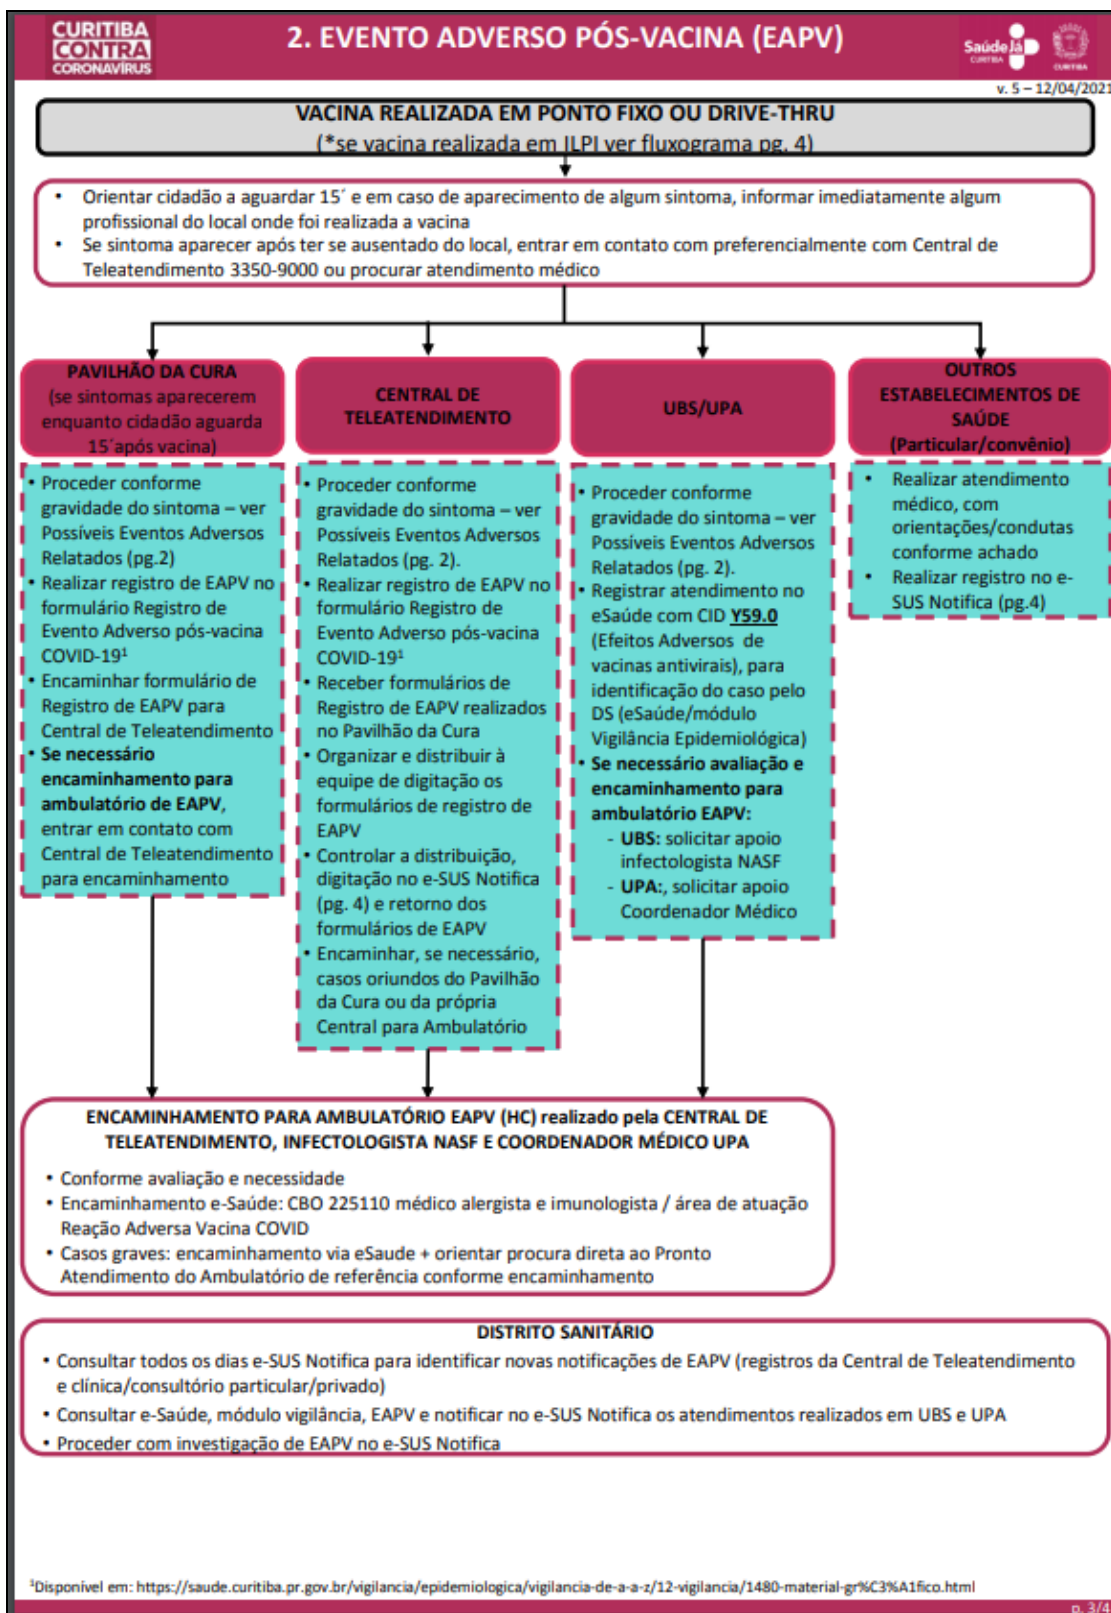 CURITIBA
CONTRA
CORONAVÍRUS
2. EVENTO ADVERSO PÓS-VACINA (EAPV)
Saúde Já
CURITIBA
CURITIBA
v. 5 – 12/04/2021
VACINA REALIZADA EM PONTO FIXO OU DRIVE-THRU
(*se vacina realizada em ILPI ver fluxograma pg. 4)
• Orientar cidadão a aguardar 15´ e em caso de aparecimento de algum sintoma, informar imediatamente algum
profissional do local onde foi realizada a vacina
• Se sintoma aparecer após ter se ausentado do local, entrar em contato com preferencialmente com Central de
Teleatendimento 3350-9000 ou procurar atendimento médico
PAVILHÃO DA CURA
(se sintomas aparecerem
enquanto cidadão aguarda
15´após vacina)
• Proceder conforme
gravidade do sintoma – ver
Possíveis Eventos Adversos
Relatados (pg.2)
• Realizar registro de EAPV no
formulário Registro de
Evento Adverso pós-vacina
COVID-19¹
• Encaminhar formulário de
Registro de EAPV para
Central de Teleatendimento
• Se necessário
encaminhamento para
ambulatório de EAPV,
entrar em contato com
Central de Teleatendimento
para encaminhamento
CENTRAL DE
TELEATENDIMENTO
• Proceder conforme
gravidade do sintoma – ver
Possíveis Eventos Adversos
Relatados (pg. 2).
• Realizar registro de EAPV no
formulário Registro de
Evento Adverso pós-vacina
COVID-19¹
• Receber formulários de
Registro de EAPV realizados
no Pavilhão da Cura
• Organizar e distribuir à
equipe de digitação os
formulários de registro de
EAPV
• Controlar a distribuição,
digitação no e-SUS Notifica
(pg. 4) e retorno dos
formulários de EAPV
• Encaminhar, se necessário,
casos oriundos do Pavilhão
da Cura ou da própria
Central para Ambulatório
UBS/UPA
• Proceder conforme
gravidade do sintoma – ver
Possíveis Eventos Adversos
Relatados (pg. 2).
• Registrar atendimento no
eSaúde com CID Y59.0
(Efeitos Adversos de
vacinas antivirais), para
identificação do caso pelo
DS (eSaúde/módulo
Vigilância Epidemiológica)
• Se necessário avaliação e
encaminhamento para
ambulatório EAPV:
- UBS: solicitar apoio
infectologista NASF
- UPA:, solicitar apoio
Coordenador Médico
OUTROS
ESTABELECIMENTOS DE
SAÚDE
(Particular/convênio)
• Realizar atendimento
médico, com
orientações/condutas
conforme achado
• Realizar registro no e-
SUS Notifica (pg.4)
ENCAMINHAMENTO PARA AMBULATÓRIO EAPV (HC) realizado pela CENTRAL DE
TELEATENDIMENTO, INFECTOLOGISTA NASF E COORDENADOR MÉDICO UPA
• Conforme avaliação e necessidade
• Encaminhamento e-Saúde: CBO 225110 médico alergista e imunologista / área de atuação
Reação Adversa Vacina COVID
• Casos graves: encaminhamento via eSaude + orientar procura direta ao Pronto
Atendimento do Ambulatório de referência conforme encaminhamento
DISTRITO SANITÁRIO
• Consultar todos os dias e-SUS Notifica para identificar novas notificações de EAPV (registros da Central de Teleatendimento
e clínica/consultório particular/privado)
• Consultar e-Saúde, módulo vigilância, EAPV e notificar no e-SUS Notifica os atendimentos realizados em UBS e UPA
• Proceder com investigação de EAPV no e-SUS Notifica
¹Disponível em: https://saude.curitiba.pr.gov.br/vigilancia/epidemiologica/vigilancia-de-a-a-z/12-vigilancia/1480-material-gr%C3%A1fico.html
p. 3/4